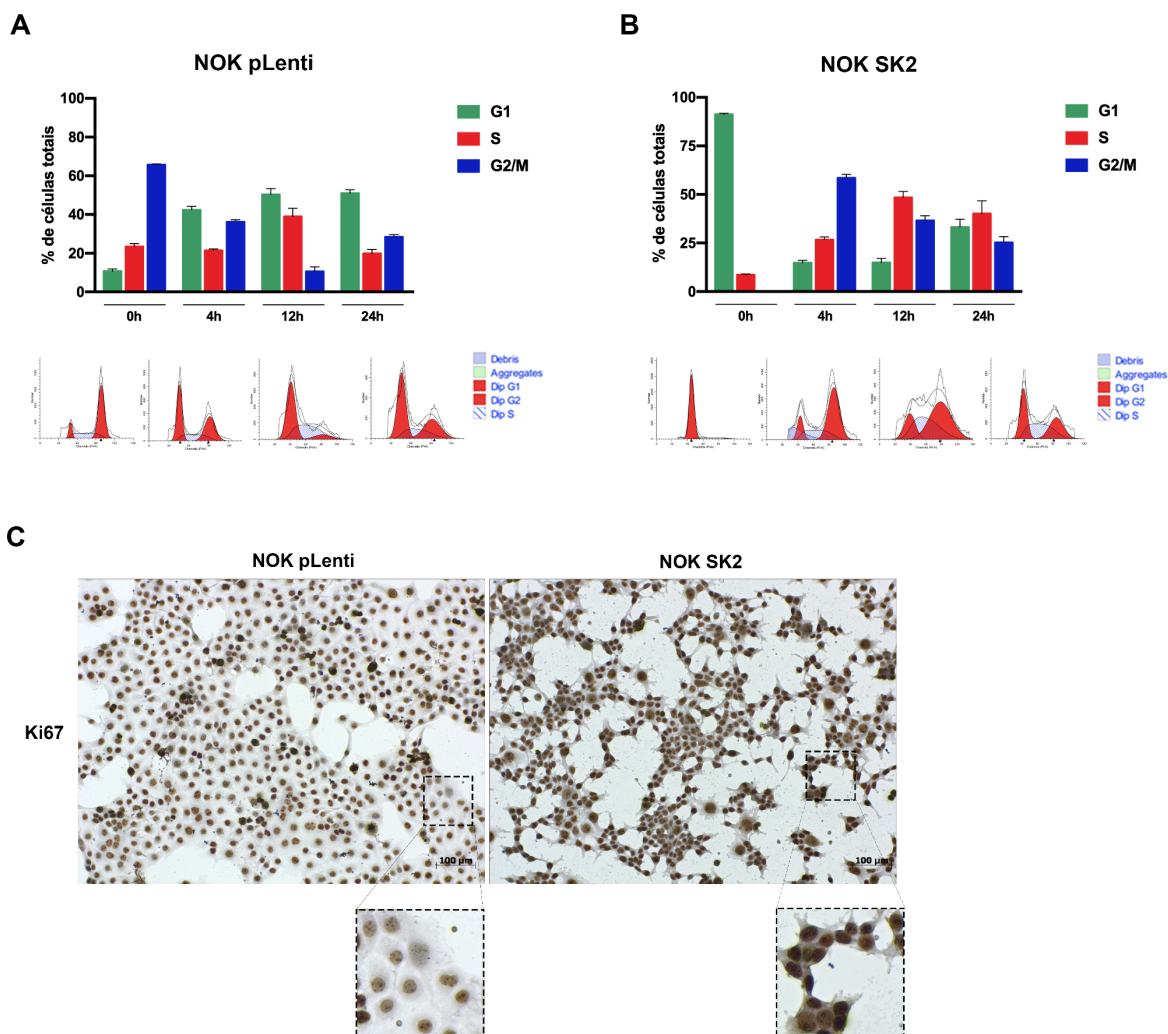 A
NOK pLenti
% de células totais
100
80
60
40
20
0
0h
4h
12h
24h
G1
S
G2/M
Debris
Aggregates
Dip G1
Dip G2
Dip S
B
NOK SK2
% de células totais
100
75
50
25
0
0h
4h
12h
24h
G1
S
G2/M
Debris
Aggregates
Dip G1
Dip G2
Dip S
C
NOK pLenti
NOK SK2
Ki67
100 µm
100 µm